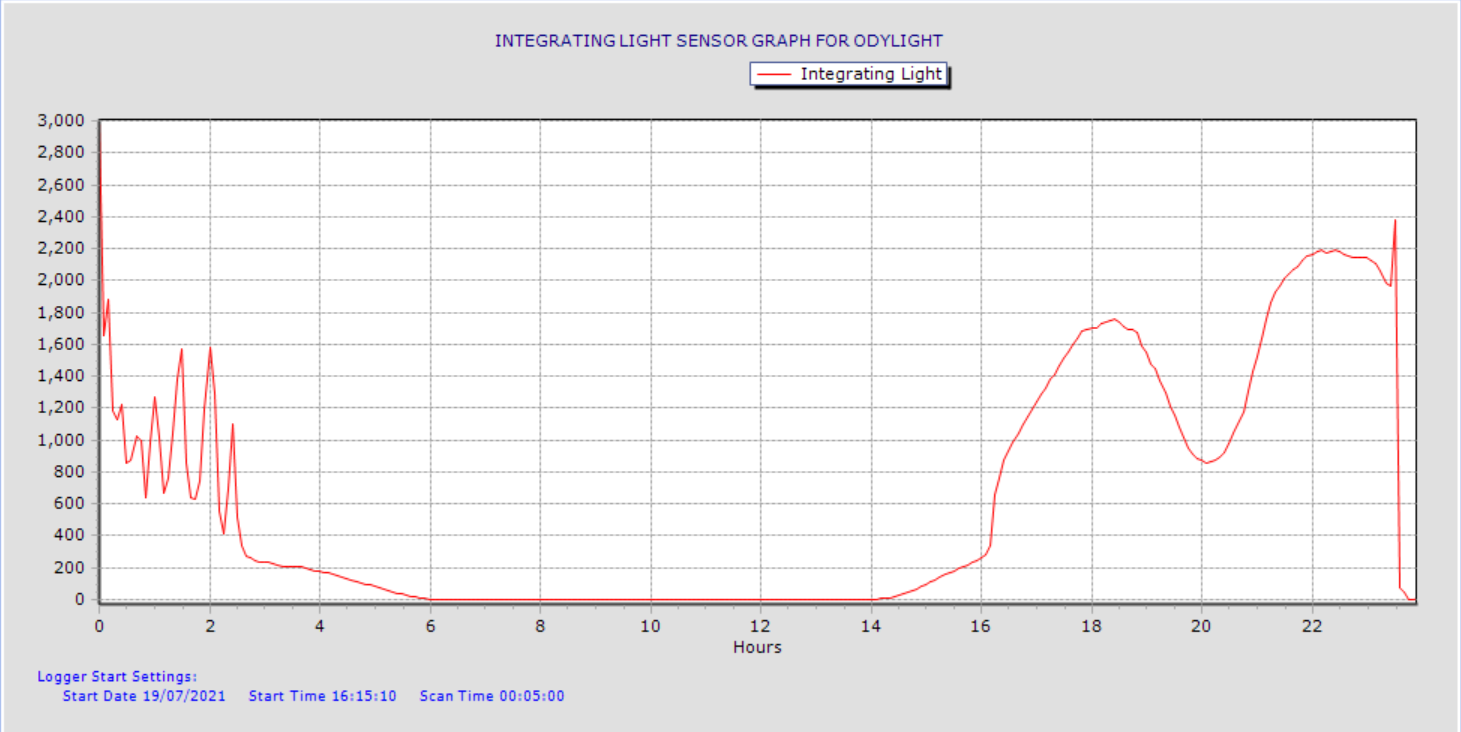 INTEGRATING LIGHT SENSOR GRAPH FOR ODYLIGHT
Integrating Light
3,000
2,800
2,600
2,400
2,200
2,000
1,800
1,600
1,400
1,200
1,000
800
600
400
200
0
0 2 4 6 8 10 12 14 16 18 20 22
Hours
Logger Start Settings:
Start Date 19/07/2021 Start Time 16:15:10 Scan Time 00:05:00